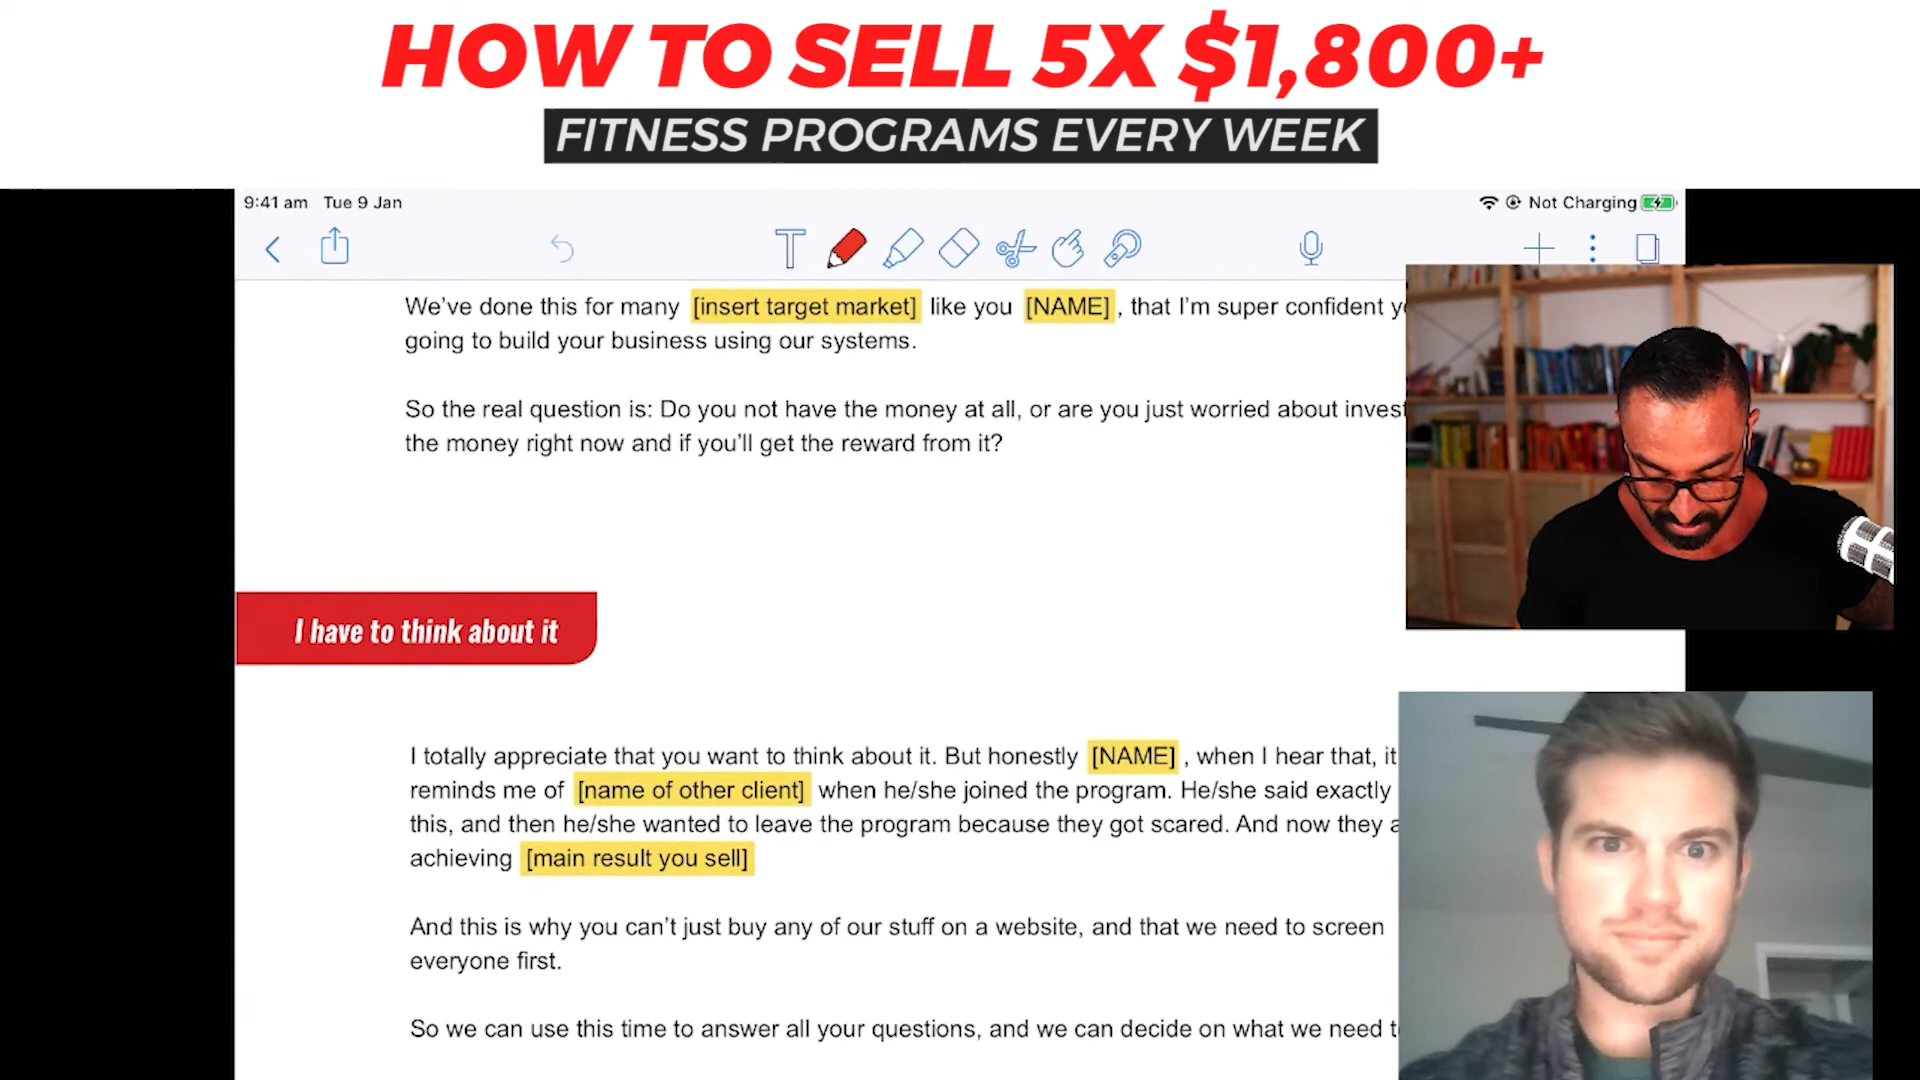 HOW TO SELL 5X $1,800+
FITNESS PROGRAMS EVERY WEEK
9:41 am Tue 9 Jan
Not Charging
We’ve done this for many [insert target market] like you [NAME], that I’m super confident
going to build your business using our systems.
So the real question is: Do you not have the money at all, or are you just worried about
the money right now and if you’ll get the reward from it?
I have to think about it
I totally appreciate that you want to think about it. But honestly [NAME], when I hear that, it
reminds me of [name of other client] when he/she joined the program. He/she said exactly
this, and then he/she wanted to leave the program because they got scared. And now they
achieving [main result you sell]
And this is why you can’t just buy any of our stuff on a website, and that we need to screen
everyone first.
So we can use this time to answer all your questions, and we can decide on what we need